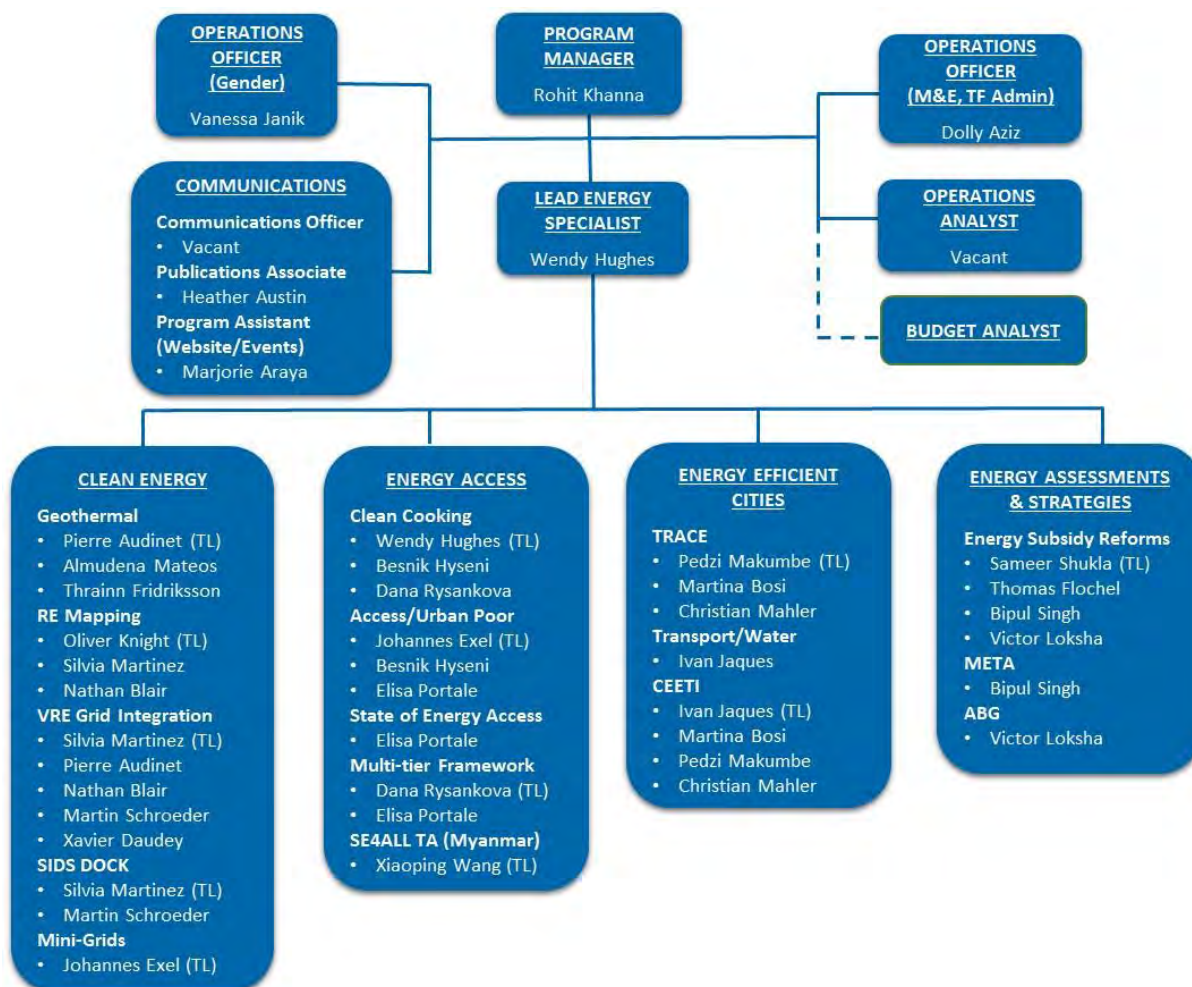 OPERATIONS
OFFICER
(Gender)
Vanessa Janik
PROGRAM
MANAGER
Rohit Khanna
OPERATIONS
OFFICER
(M&E, TF Admin)
Dolly Aziz
COMMUNICATIONS
Communications Officer
• Vacant
Publications Associate
• Heather Austin
Program Assistant
(Website/Events)
• Marjorie Araya
LEAD ENERGY
SPECIALIST
Wendy Hughes
OPERATIONS
ANALYST
Vacant
BUDGET ANALYST
CLEAN ENERGY
Geothermal
• Pierre Audinet (TL)
• Almudena Mateos
• Thrainn Fridriksson
RE Mapping
• Oliver Knight (TL)
• Silvia Martinez
• Nathan Blair
VRE Grid Integration
• Silvia Martinez (TL)
• Pierre Audinet
• Nathan Blair
• Martin Schroeder
• Xavier Daudey
SIDS DOCK
• Silvia Martinez (TL)
• Martin Schroeder
Mini-Grids
• Johannes Exel (TL)
ENERGY ACCESS
Clean Cooking
• Wendy Hughes (TL)
• Besnik Hyseni
• Dana Rysankova
Access/Urban Poor
• Johannes Exel (TL)
• Besnik Hyseni
• Elisa Portale
State of Energy Access
• Elisa Portale
Multi-tier Framework
• Dana Rysankova (TL)
• Elisa Portale
SE4ALL TA (Myanmar)
• Xiaoping Wang (TL)
ENERGY EFFICIENT
CITIES
TRACE
• Pedzi Makumbe (TL)
• Martina Bosi
• Christian Mahler
Transport/Water
• Ivan Jaques
CEETI
• Ivan Jaques (TL)
• Martina Bosi
• Pedzi Makumbe
• Christian Mahler
ENERGY ASSESSMENTS
& STRATEGIES
Energy Subsidy Reforms
• Sameer Shukla (TL)
• Thomas Flochel
• Bipul Singh
• Victor Loksha
META
• Bipul Singh
ABG
• Victor Loksha